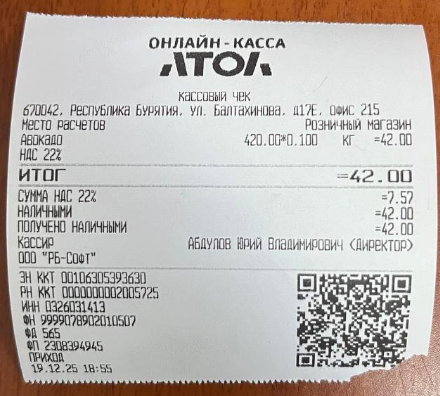 ОНЛАЙН-КАССА
АТОЛ
КАССОВЫЙ ЧЕК
670042, Республика Бурятия, ул. Балтахинова, д17Е, офис 215
Место расчетов Розничный магазин
Авокадо 420.00*0.100 кг =42.00
НДС 22%
ИТОГ =42.00
СУММА НДС 22% =7.57
НАЛИЧНЫМИ =42.00
ПОЛУЧЕНО НАЛИЧНЫМИ =42.00
Кассир Абдулов Юрий Владимирович (Директор)
ООО "РБ-Софт"
ЗН ККТ 00106305393630
РН ККТ 0000000002005725
ИНН 0326031413
ФН 9999078902010507
ФД 565
ФП 2308394945
ПРИХОД
19.12.25 18:55